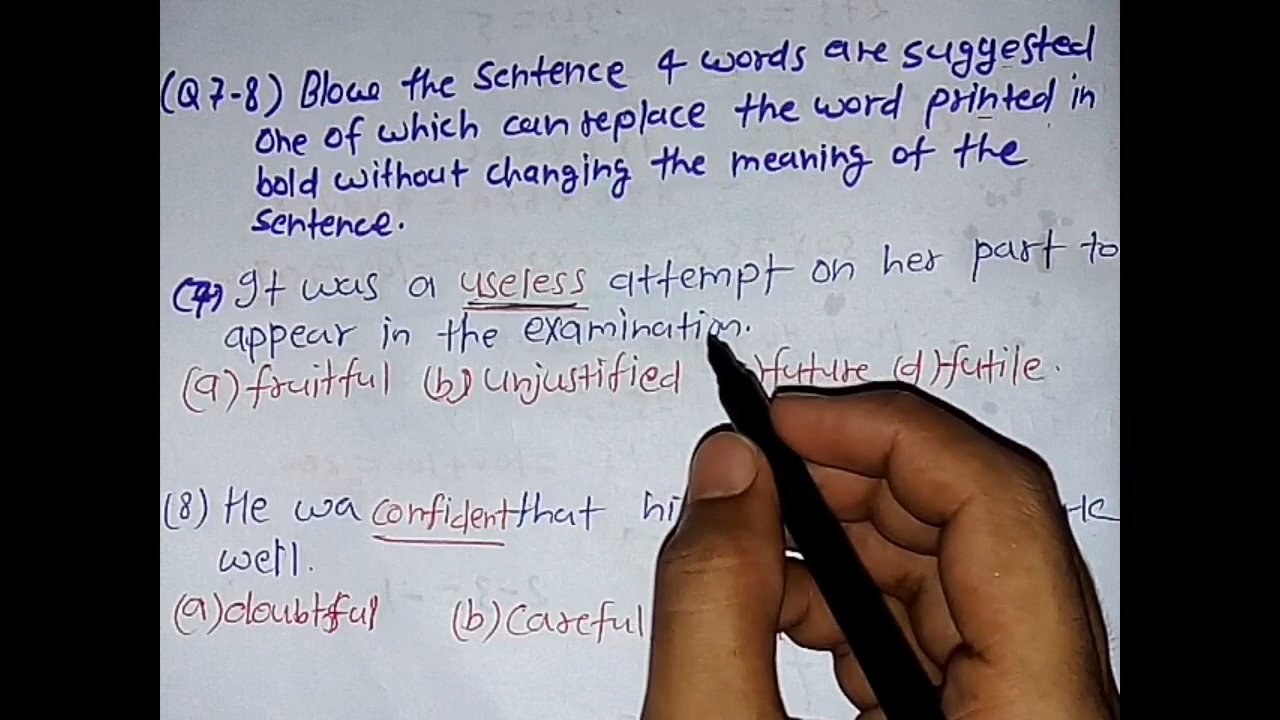 (Q 7-8) Blowe the Sentence 4 words are suggested
one of which can replace the word printed in
bold without changing the meaning of the
sentence.
(7) It was a useless attempt on her part to
appear in the examination.
(a) fruitful (b) unjustified )future (d) futile.
(8) He wa confident that hi
well.
(a) doubtful (b) Careful